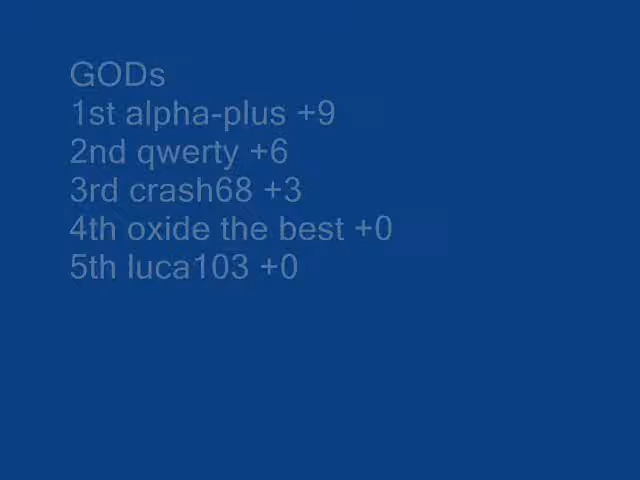 GODs
1st alpha-plus +9
2nd qwerty +6
3rd crash68 +3
4th oxide the best +0
5th luca103 +0